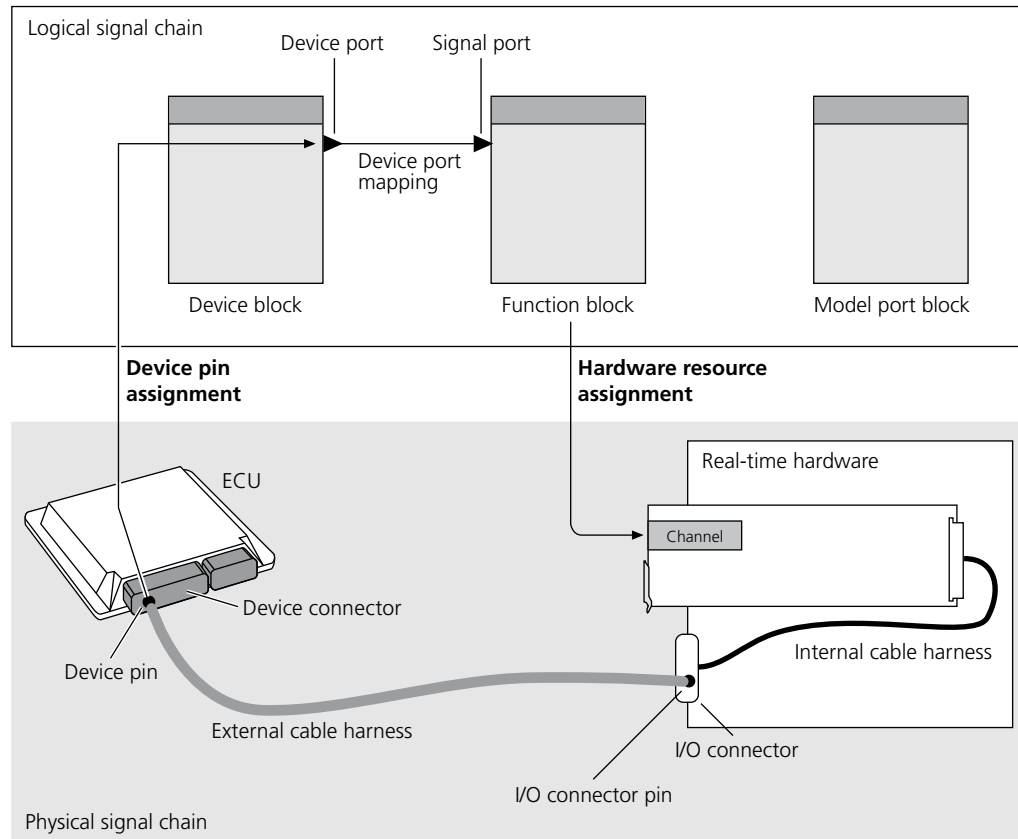 Logical signal chain
Device port
Signal port
Device port
mapping
Device block
Function block
Model port block
Device pin
assignment
Hardware resource
assignment
Real-time hardware
ECU
Channel
Device connector
Device pin
Internal cable harness
External cable harness
I/O connector
I/O connector pin
Physical signal chain